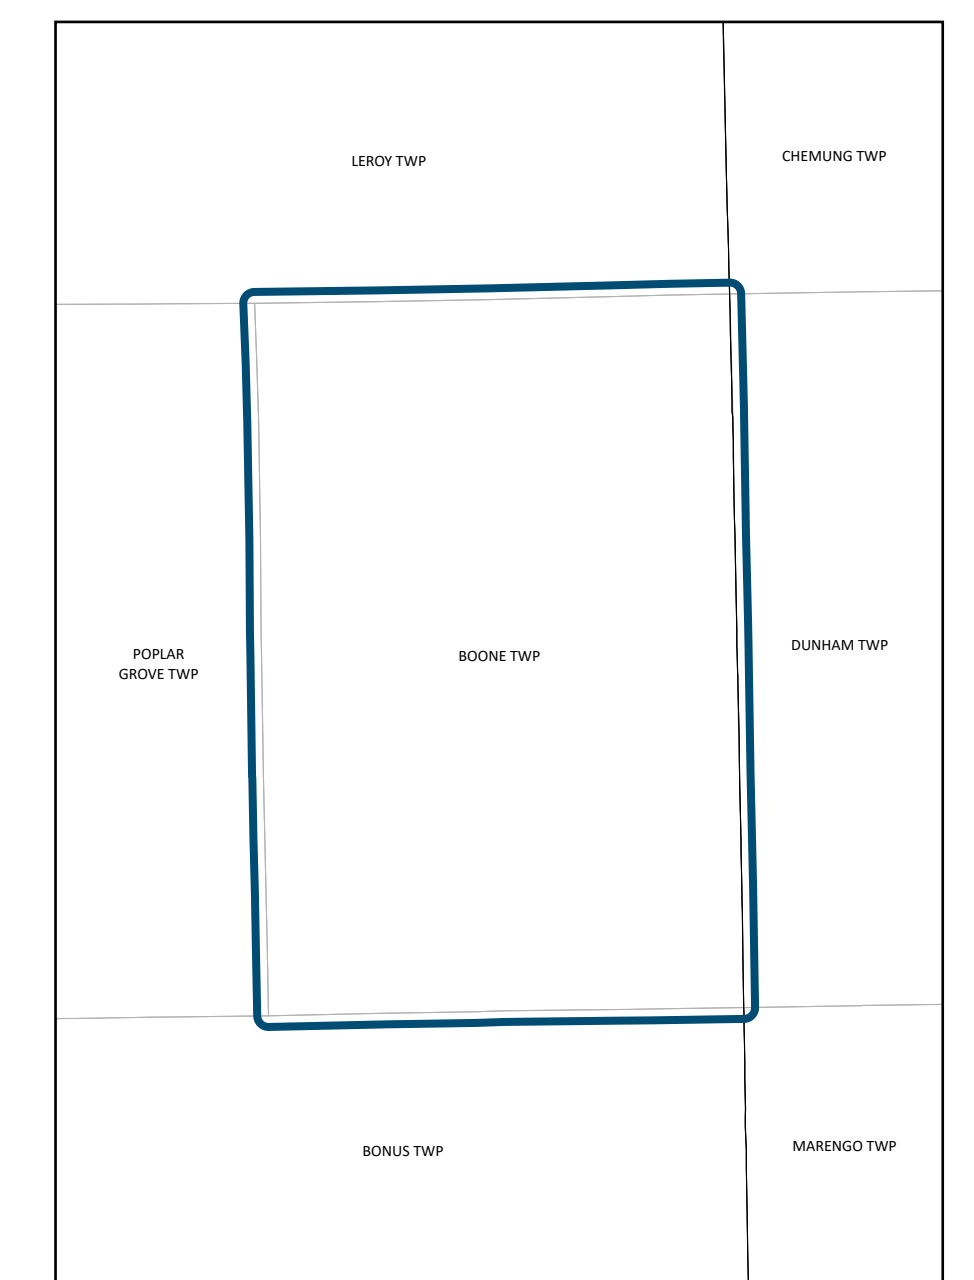 LEROY TWP
CHEMUNG TWP
POPLAR
GROVE TWP
BOONE TWP
DUNHAM TWP
BONUS TWP
MARENGO TWP